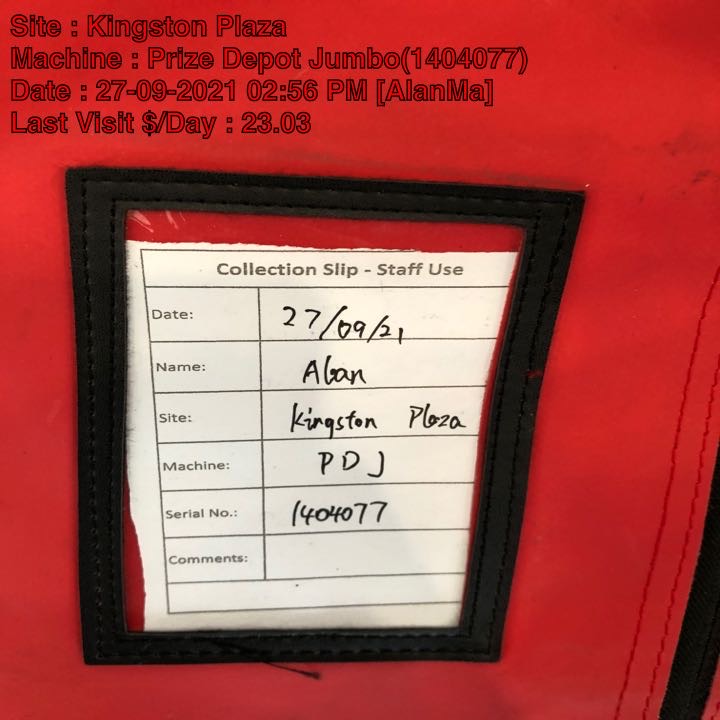 Site : Kingston Plaza
Machine : Prize Depot Jumbo(1404077)
Date : 27-09-2021 02:56 PM [AlanMa]
Last Visit $/Day : 23.03
Collection Slip - Staff Use
Date: 27/09/21
Name: Alan
Site: Kingston Plaza
Machine: PDJ
Serial No.: 1404077
Comments: